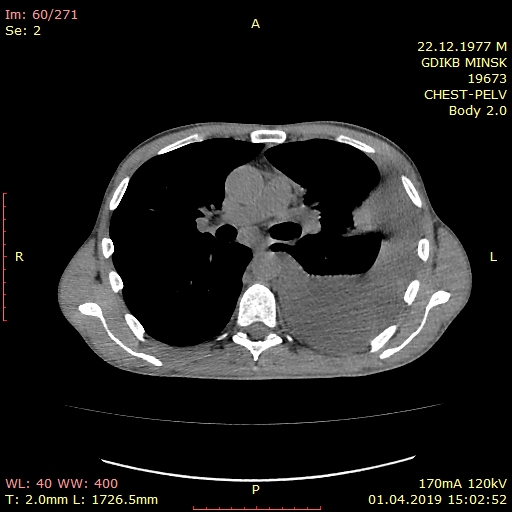 Im: 60/271
Se: 2
A
22.12.1977 M
GDIKB MINSK
19673
CHEST-PELV
Body 2.0
R
L
WL: 40 WW: 400
T: 2.0mm L: 1726.5mm
P
170mA 120kV
01.04.2019 15:02:52